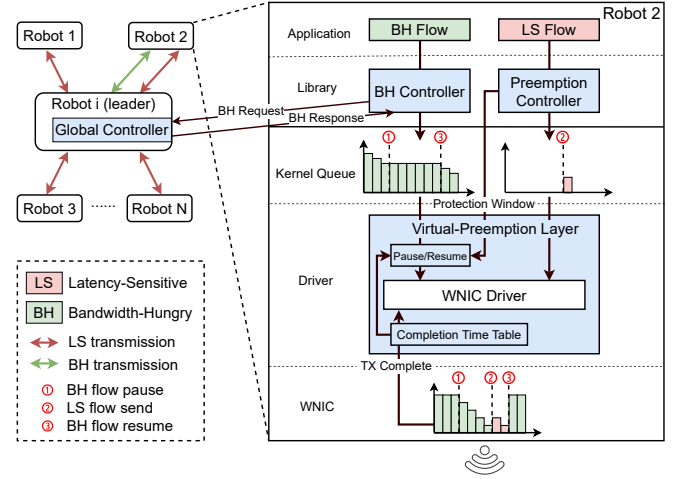 Robot 2
Robot 1
Robot 2
Robot i (leader)
Global Controller
Robot 3
......
Robot N
BH Request
BH Response
Application
BH Flow
LS Flow
Library
BH Controller
Preemption
Controller
①
③
②
Kernel Queue
Protection Window
Virtual-Preemption Layer
Pause/Resume
Driver
WNIC Driver
Completion Time Table
TX Complete
WNIC
①
②
③
LS
Latency-Sensitive
BH
Bandwidth-Hungry
LS transmission
BH transmission
① BH flow pause
② LS flow send
③ BH flow resume